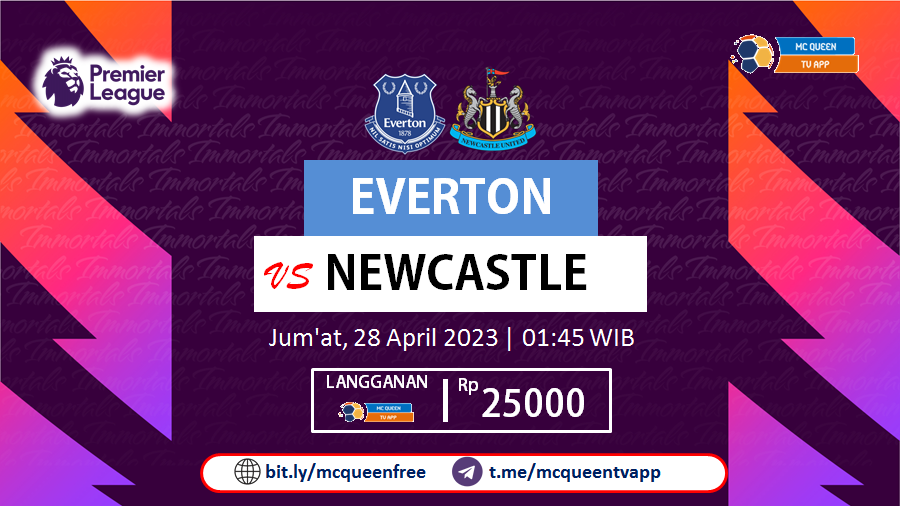 Premier
League
MC QUEEN
TV APP
Everton
1878
NIL SATIS NISI OPTIMUM
NEWCASTLE UNITED
EVERTON
VS NEWCASTLE
Jum'at, 28 April 2023 | 01:45 WIB
LANGGANAN
MC QUEEN
TV APP
Rp 25000
bit.ly/mcqueenfree
t.me/mcqueentvapp
Immortals